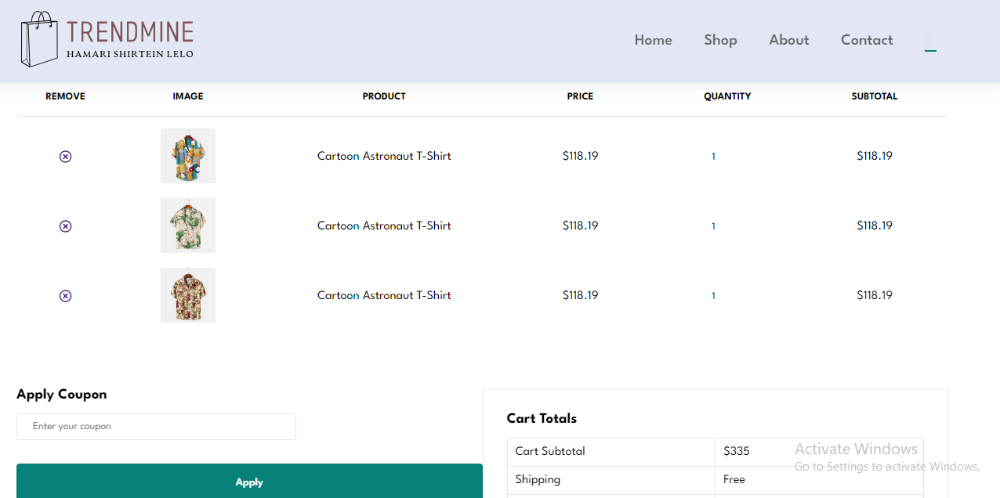 TRENDMINE
HAMARI SHIRTEIN LELO
Home Shop About Contact
REMOVE IMAGE PRODUCT PRICE QUANTITY SUBTOTAL
Cartoon Astronaut T-Shirt $118.19 1 $118.19
Cartoon Astronaut T-Shirt $118.19 1 $118.19
Cartoon Astronaut T-Shirt $118.19 1 $118.19
Apply Coupon
Enter your coupon
Apply
Cart Totals
Cart Subtotal $335
Shipping Free
Activate Windows
Go to Settings to activate Windows.